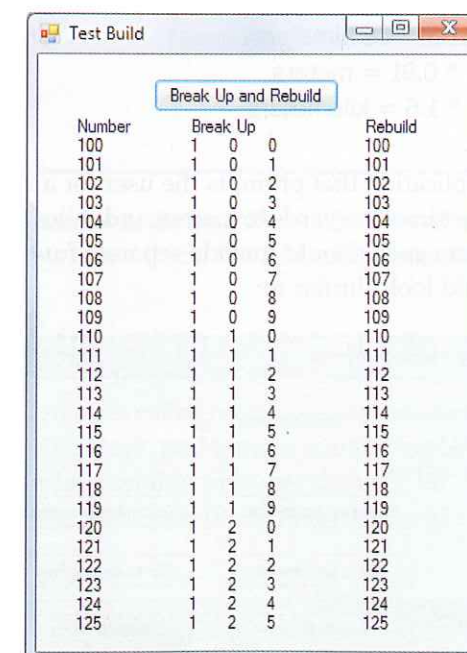 Test Build
Break Up and Rebuild
Number Break Up Rebuild
100 1 0 0 100
101 1 0 1 101
102 1 0 2 102
103 1 0 3 103
104 1 0 4 104
105 1 0 5 105
106 1 0 6 106
107 1 0 7 107
108 1 0 8 108
109 1 0 9 109
110 1 1 0 110
111 1 1 1 111
112 1 1 2 112
113 1 1 3 113
114 1 1 4 114
115 1 1 5 115
116 1 1 6 116
117 1 1 7 117
118 1 1 8 118
119 1 1 9 119
120 1 2 0 120
121 1 2 1 121
122 1 2 2 122
123 1 2 3 123
124 1 2 4 124
125 1 2 5 125